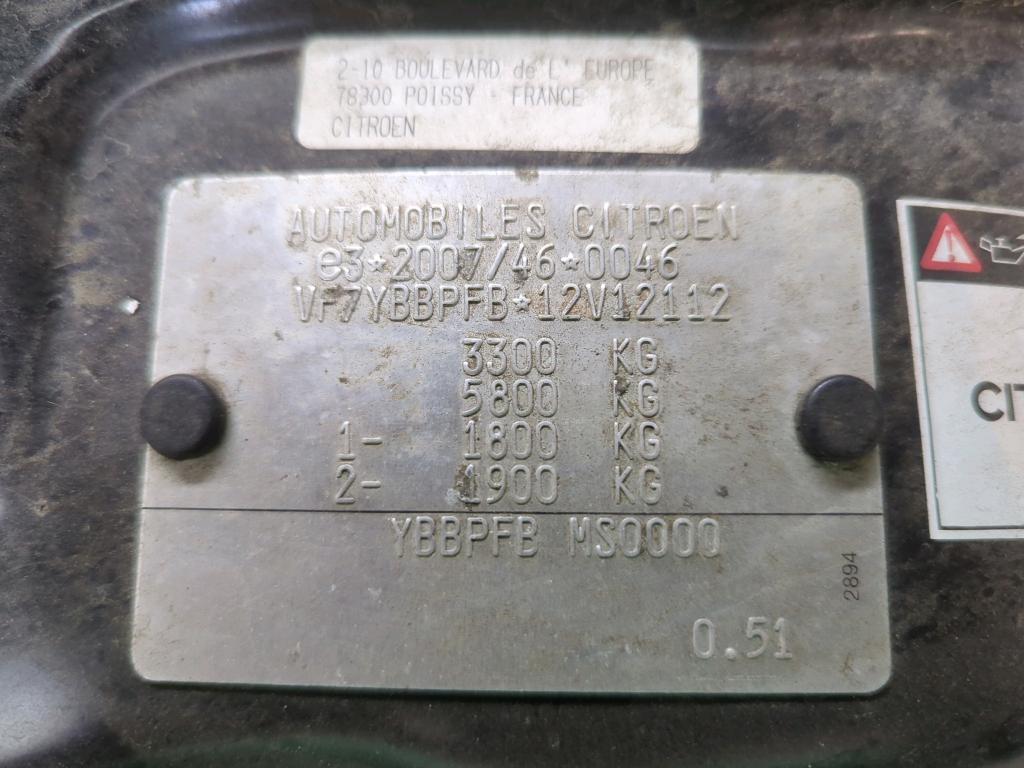 2-10 BOULEVARD de L' EUROPE
78300 POISSY - FRANCE
CITROEN
AUTOMOBILES CITROEN
e3*2007/46*0046
VF7YBBPFB*12V12112
3300 KG
5800 KG
1- 1800 KG
2- 1900 KG
YBBPFB MS0000
2894
0.51
CIT